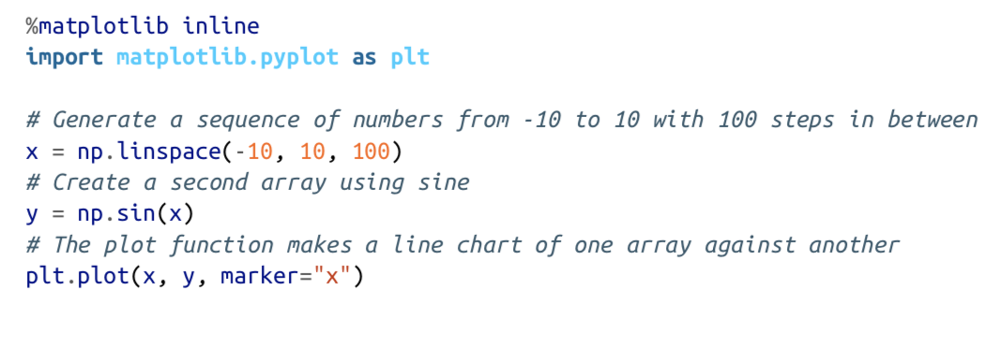 %matplotlib inline
import matplotlib.pyplot as plt
# Generate a sequence of numbers from -10 to 10 with 100 steps in between
x = np.linspace(-10, 10, 100)
# Create a second array using sine
y = np.sin(x)
# The plot function makes a line chart of one array against another
plt.plot(x, y, marker="x")